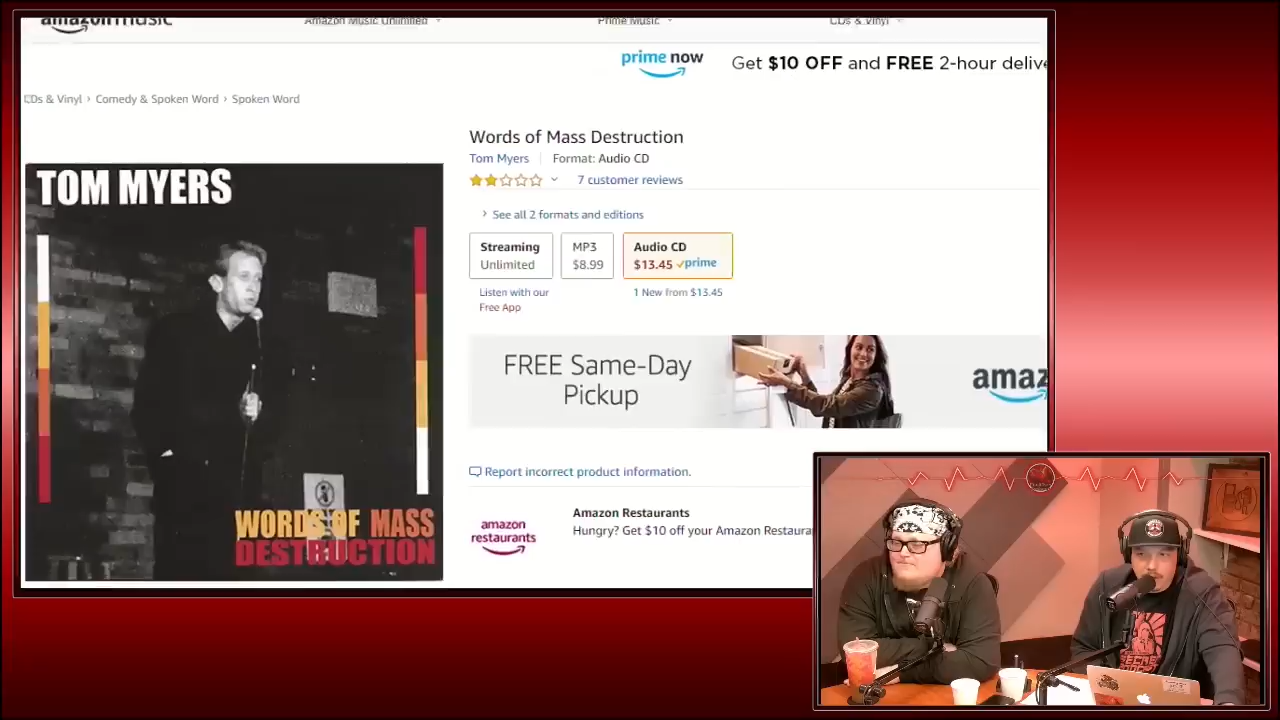 amazon music
Amazon Music Unlimited
Prime Music
CDs & Vinyl
prime now
Get $10 OFF and FREE 2-hour delive
CDs & Vinyl › Comedy & Spoken Word › Spoken Word
Words of Mass Destruction
Tom Myers | Format: Audio CD
7 customer reviews
› See all 2 formats and editions
Streaming
Unlimited
MP3
$8.99
Audio CD
$13.45 prime
Listen with our
Free App
1 New from $13.45
TOM MYERS
WORDS OF MASS
DESTRUCTION
FREE Same-Day
Pickup
amaz
Report incorrect product information.
amazon
restaurants
Amazon Restaurants
Hungry? Get $10 off your Amazon Restaura